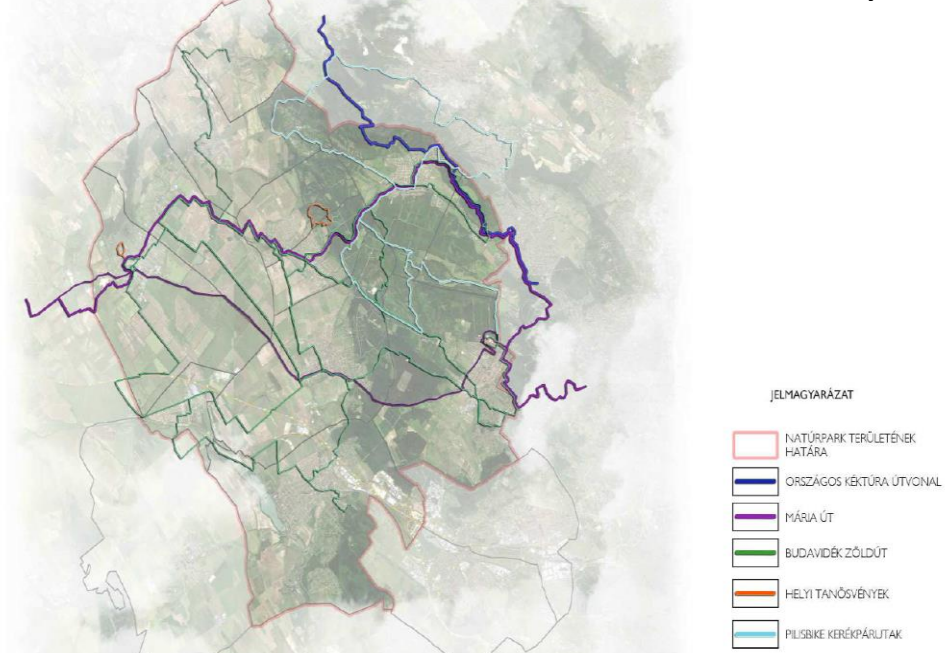 JELMAGYARÁZAT
NATÚRPARK TERÜLETÉNEK
HATÁRA
ORSZÁGOS KÉKTÚRA ÚTVONAL
MÁRIA ÚT
BUDAVIDÉK ZÖLDÚT
HELYI TANÖSVÉNYEK
PILISBIKE KERÉKPÁRUTAK